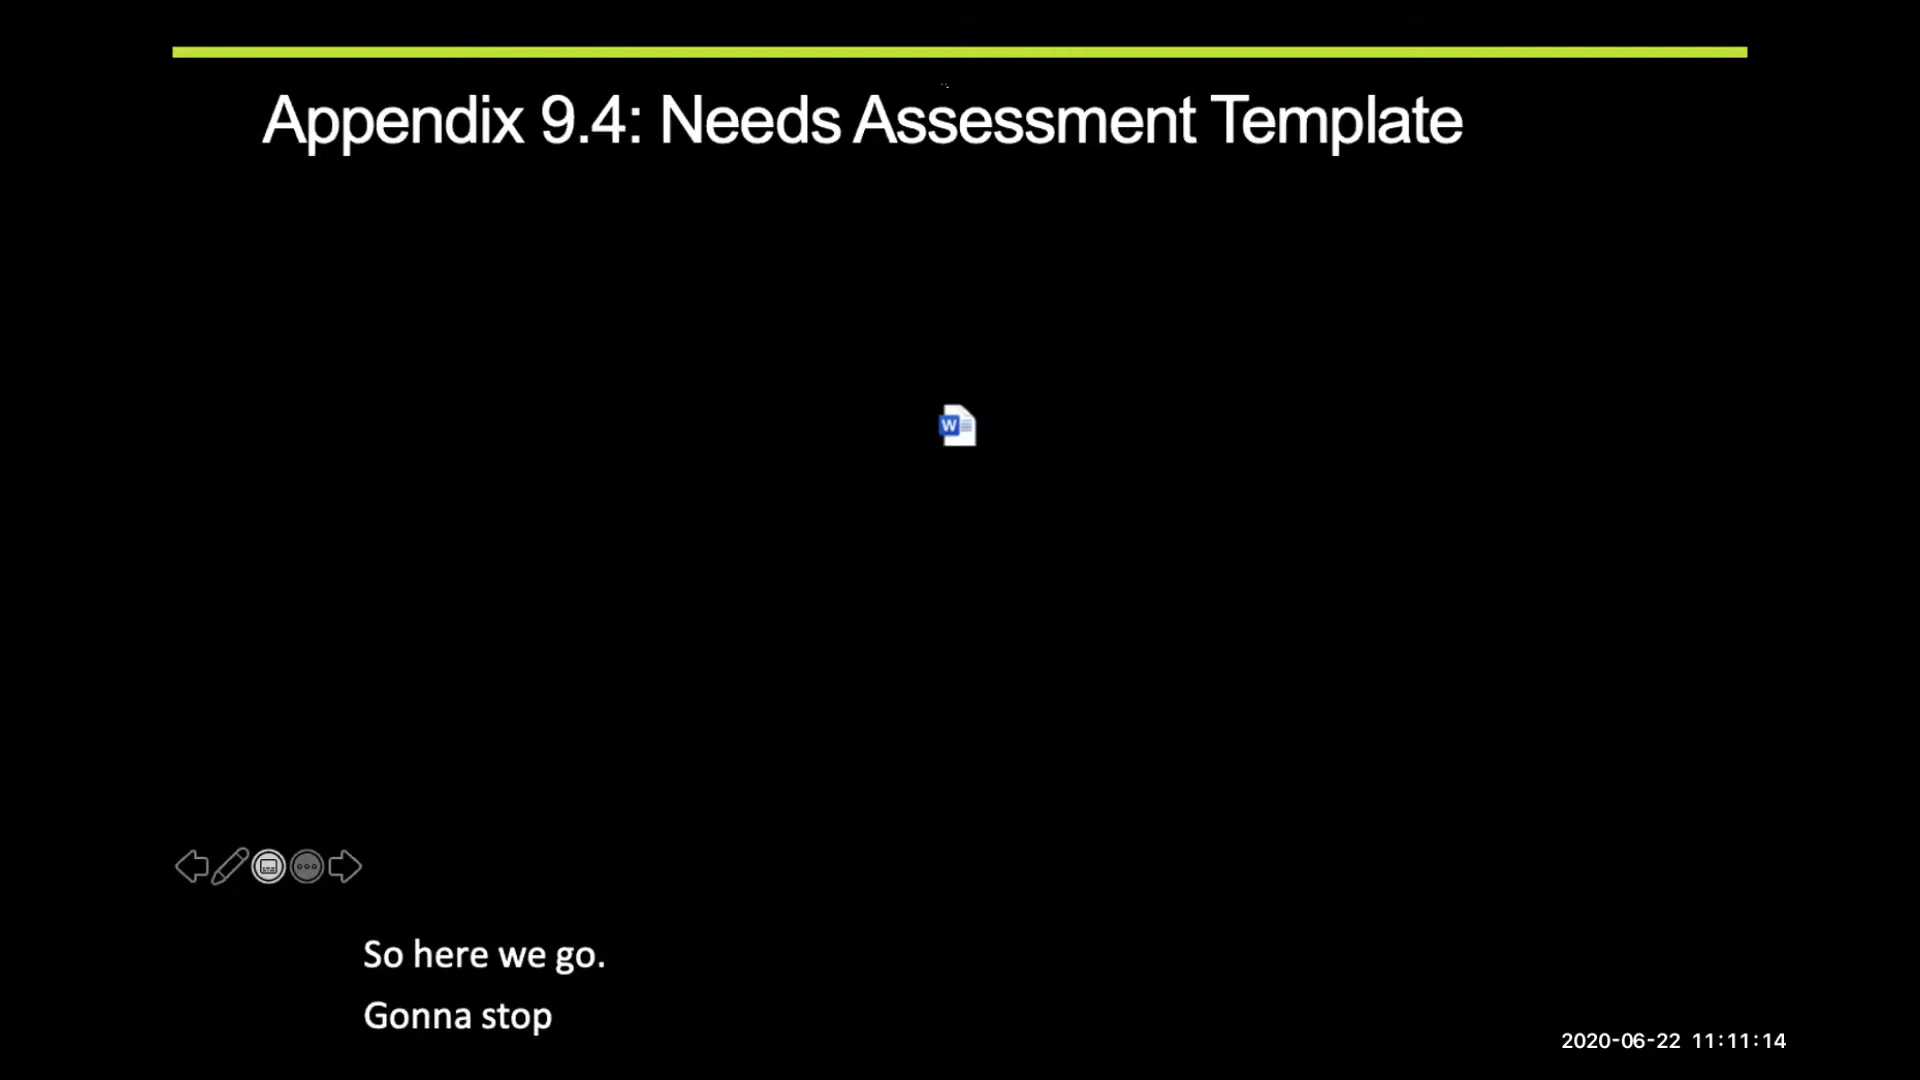 Appendix 9.4: Needs Assessment Template
W
So here we go.
Gonna stop
2020-06-22 11:11:14